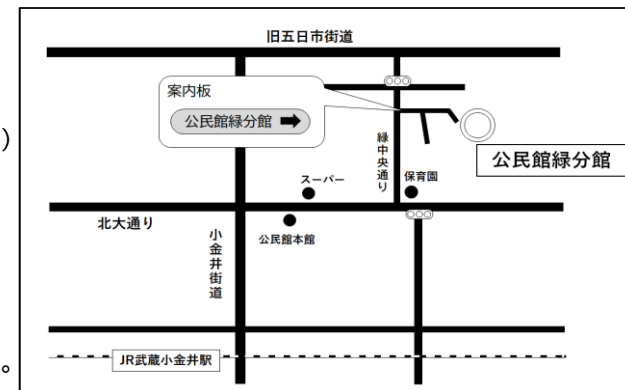 旧五日市街道
案内板
公民館緑分館 ➡
)
緑中央通り
公民館緑分館
スーパー
保育園
北大通り
公民館本館
小金井街道
JR武蔵小金井駅
。